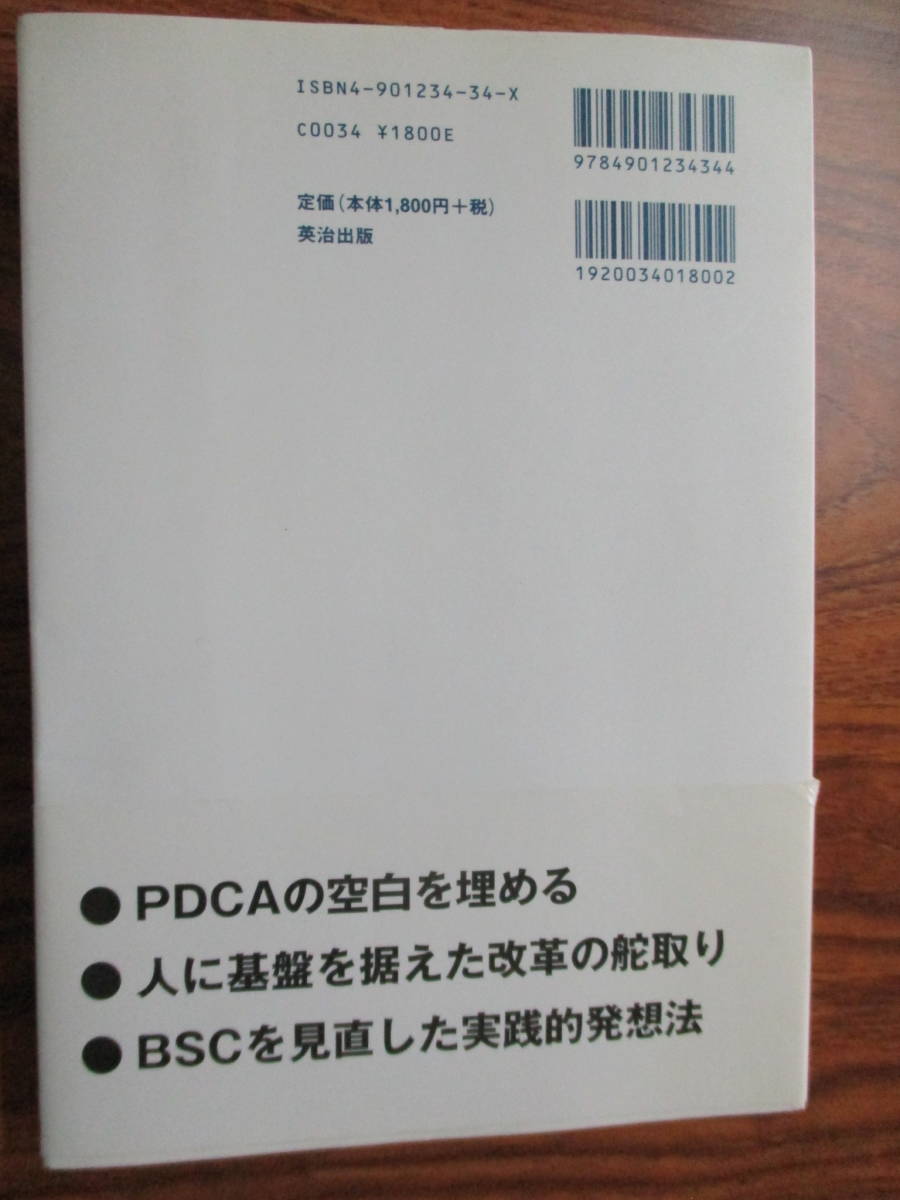 ISBN4-901234-34-X
C0034 ¥1800E
9784901234344
定価(本体1,800円+税)
英治出版
1920034018002
● PDCAの空白を埋める
● 人に基盤を据えた改革の舵取り
● BSCを見直した実践的発想法